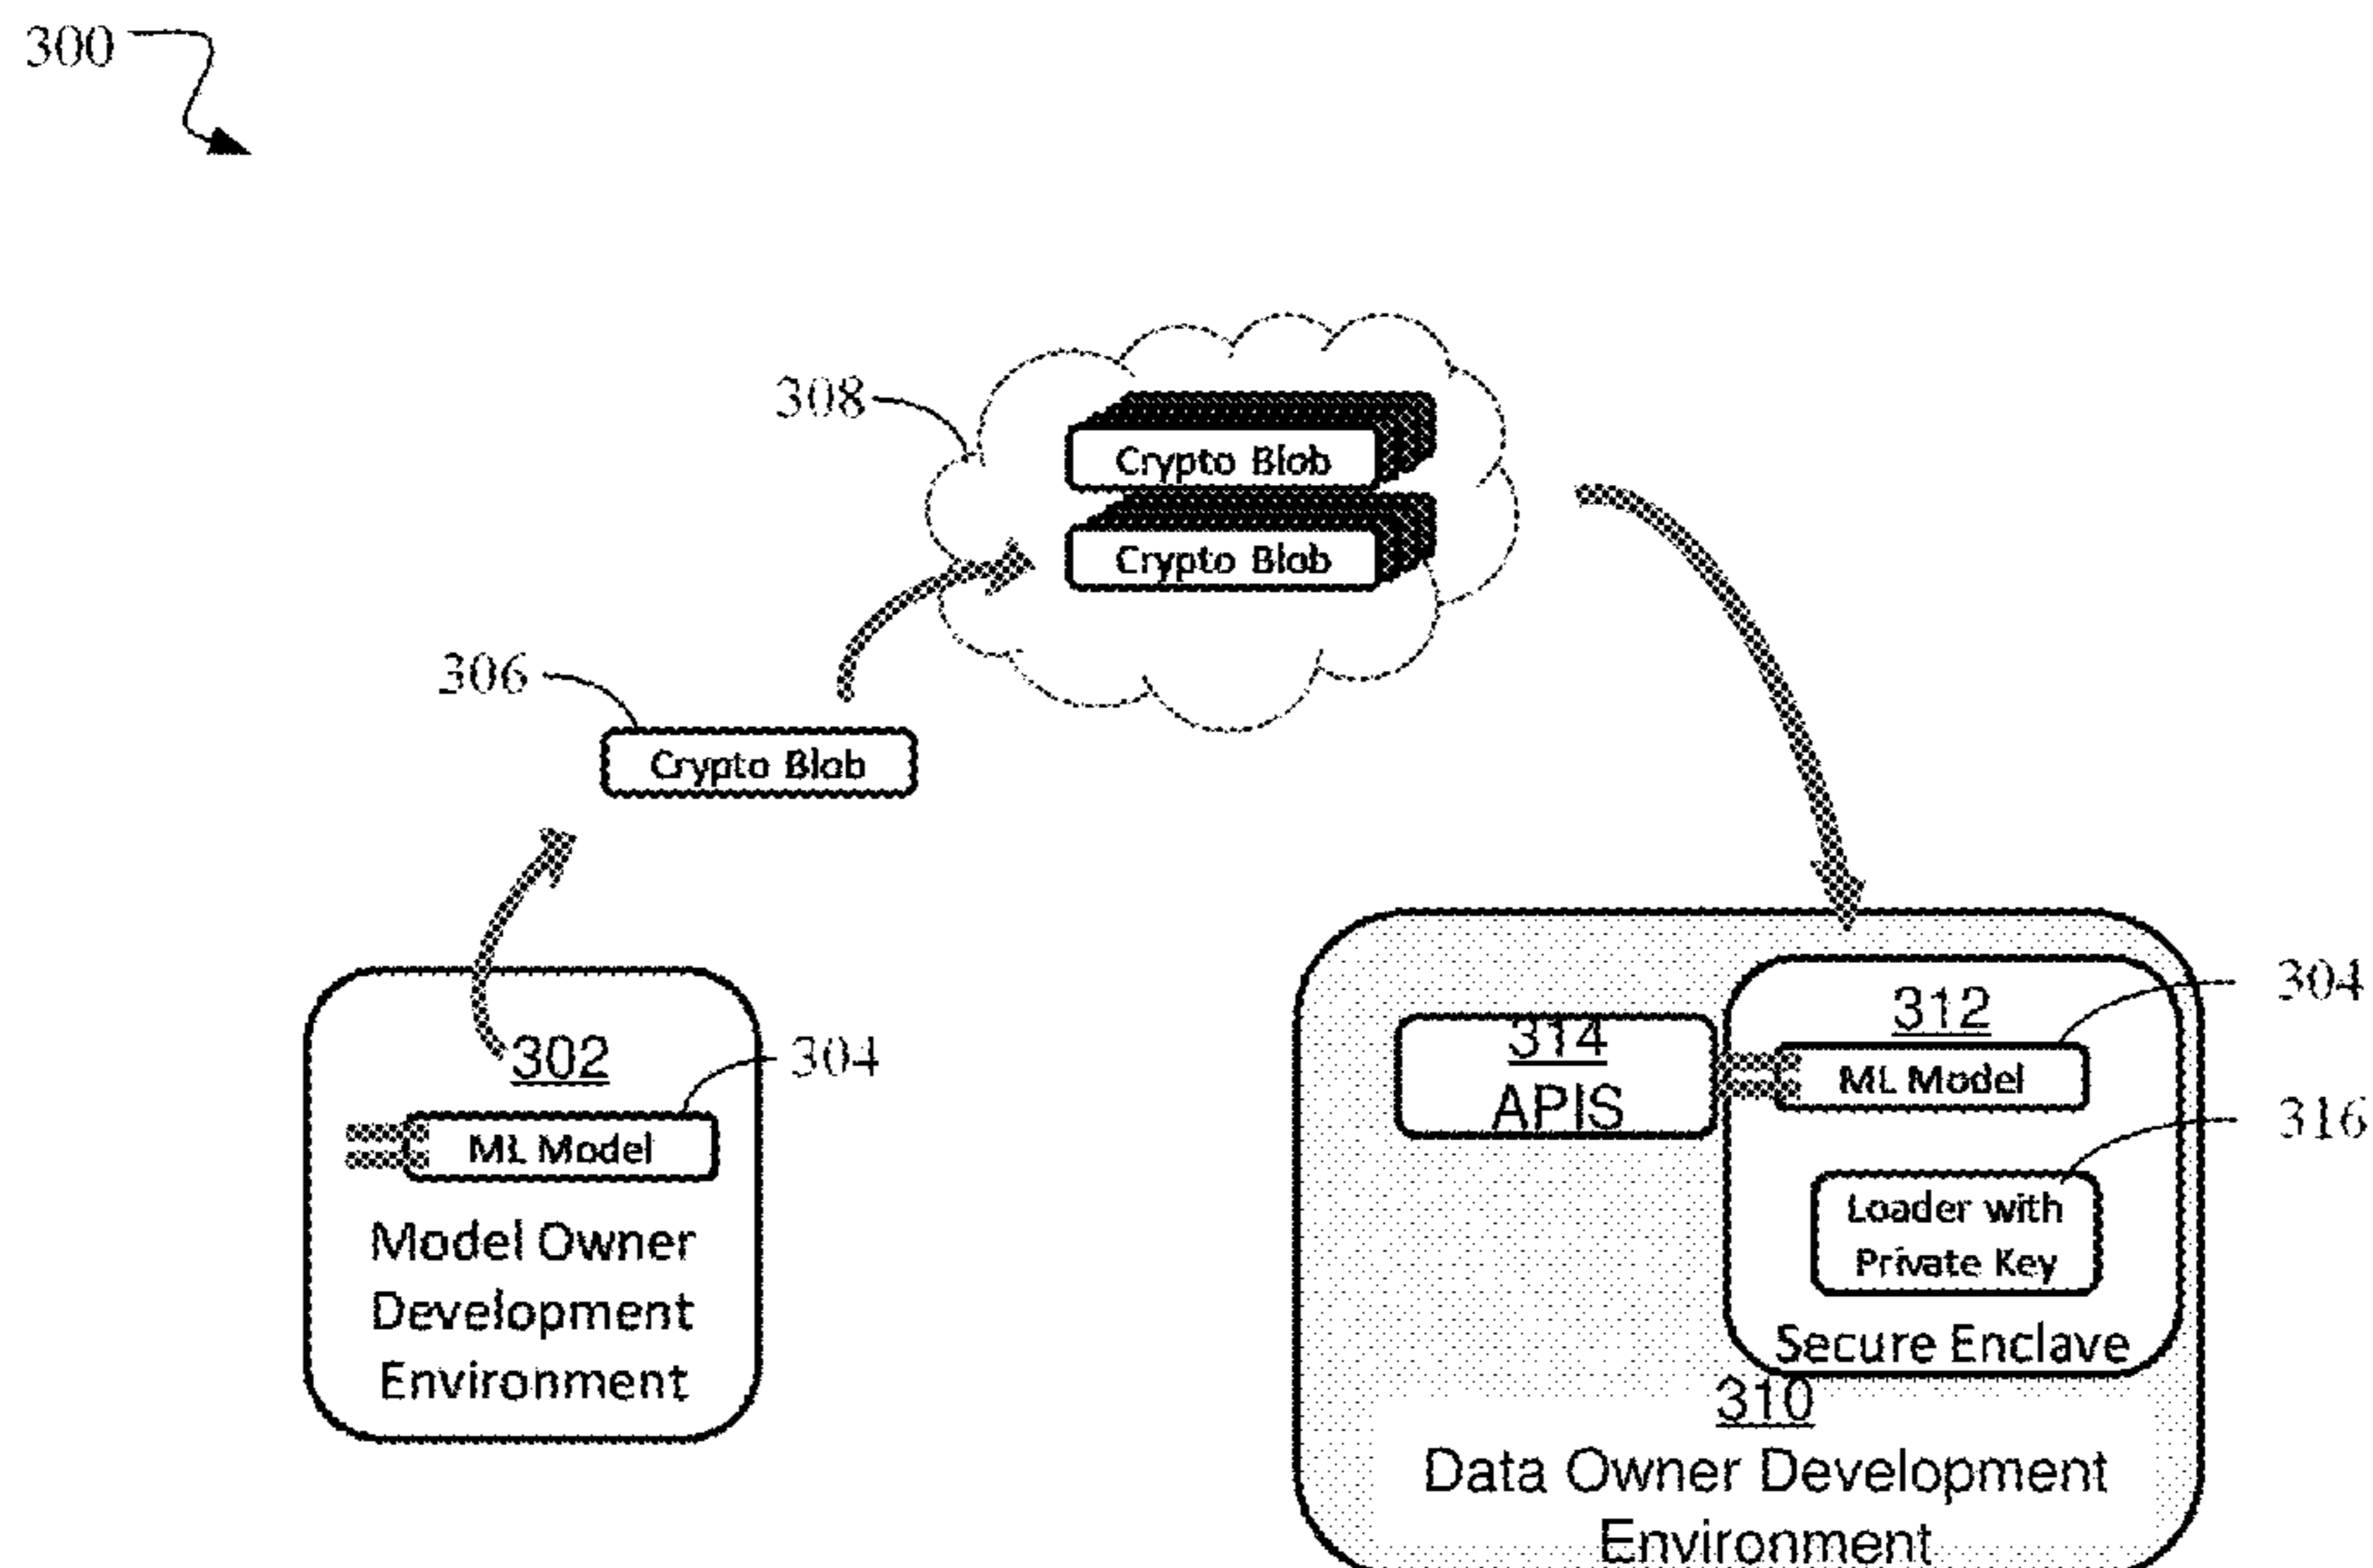 300
308
Crypto Blob
Crypto Blob
306
Crypto Blob
302
304
ML Model
Model Owner
Development
Environment
314
APIS
312
304
ML Model
316
Loader with
Private Key
Secure Enclave
310
Data Owner Development
Environment